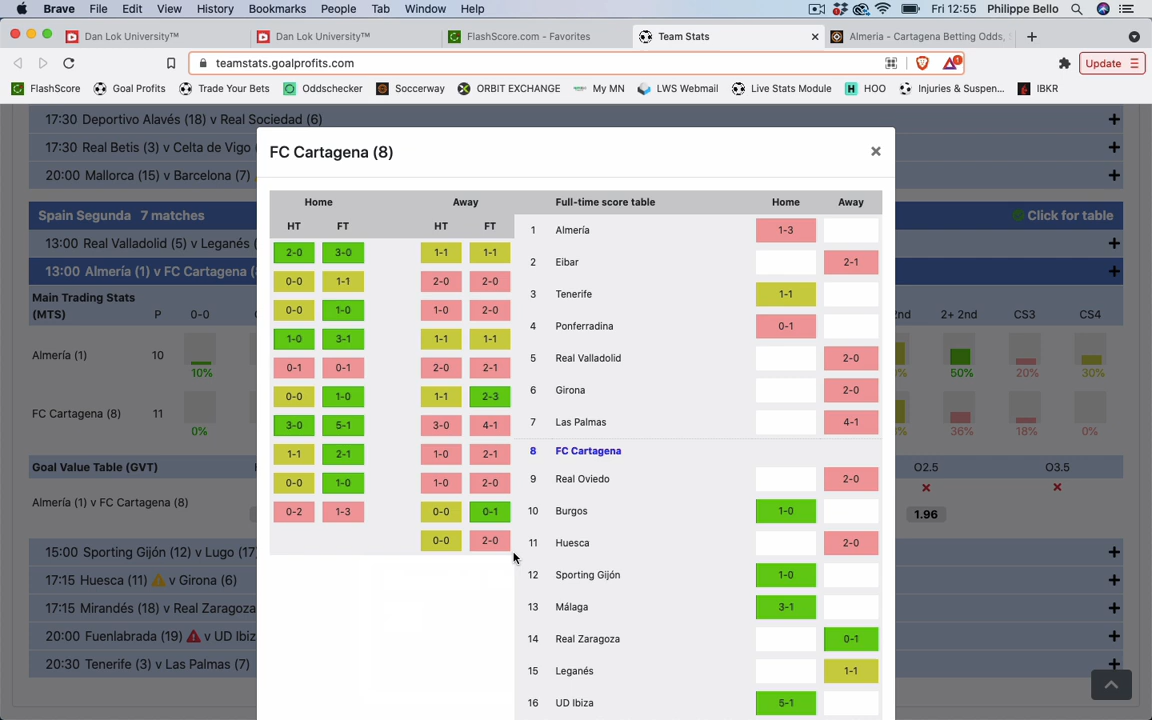 Brave File Edit View History Bookmarks People Tab Window Help Fri 12:55 Philippe Bello
Dan Lok University™ Dan Lok University™ FlashScore.com - Favorites Team Stats Almeria - Cartagena Betting Odds,
teamstats.goalprofits.com Update
FlashScore Goal Profits Trade Your Bets Oddschecker Soccerway ORBIT EXCHANGE My MN LWS Webmail Live Stats Module HOO Injuries & Suspen... IBKR
17:30 Deportivo Alavés (18) v Real Sociedad (6)
17:30 Real Betis (3) v Celta de Vigo
20:00 Mallorca (15) v Barcelona (7)
Spain Segunda 7 matches Click for table
13:00 Real Valladolid (5) v Leganés
13:00 Almería (1) v FC Cartagena (
Main Trading Stats
(MTS) P 0-0 2nd 2+ 2nd CS3 CS4
Almería (1) 10 10% 50% 20% 30%
FC Cartagena (8) 11 0% 36% 18% 0%
Goal Value Table (GVT) O2.5 O3.5
Almería (1) v FC Cartagena (8) 1.96
15:00 Sporting Gijón (12) v Lugo (17
17:15 Huesca (11) v Girona (6)
17:15 Mirandés (18) v Real Zaragoza
20:00 Fuenlabrada (19) v UD Ibiz
20:30 Tenerife (3) v Las Palmas (7)
FC Cartagena (8) ×
Home Away
HT FT HT FT
2-0 3-0 1-1 1-1
0-0 1-1 2-0 2-0
0-0 1-0 1-0 2-0
1-0 3-1 1-1 1-1
0-1 0-1 2-0 2-1
0-0 1-0 1-1 2-3
3-0 5-1 3-0 4-1
1-1 2-1 1-0 2-1
0-0 1-0 1-0 2-0
0-2 1-3 0-0 0-1
0-0 2-0
Full-time score table Home Away
1 Almería 1-3
2 Eibar 2-1
3 Tenerife 1-1
4 Ponferradina 0-1
5 Real Valladolid 2-0
6 Girona 2-0
7 Las Palmas 4-1
8 FC Cartagena
9 Real Oviedo 2-0
10 Burgos 1-0
11 Huesca 2-0
12 Sporting Gijón 1-0
13 Málaga 3-1
14 Real Zaragoza 0-1
15 Leganés 1-1
16 UD Ibiza 5-1